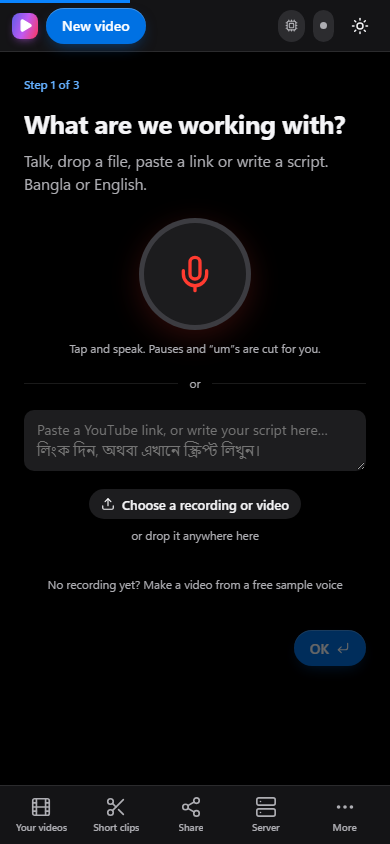 New video
Step 1 of 3
What are we working with?
Talk, drop a file, paste a link or write a script.
Bangla or English.
Tap and speak. Pauses and “um”s are cut for you.
or
Paste a YouTube link, or write your script here…
লিংক দিন, অথবা এখানে স্ক্রিপ্ট লিখুন।
Choose a recording or video
or drop it anywhere here
No recording yet? Make a video from a free sample voice
OK
Your videos
Short clips
Share
Server
More